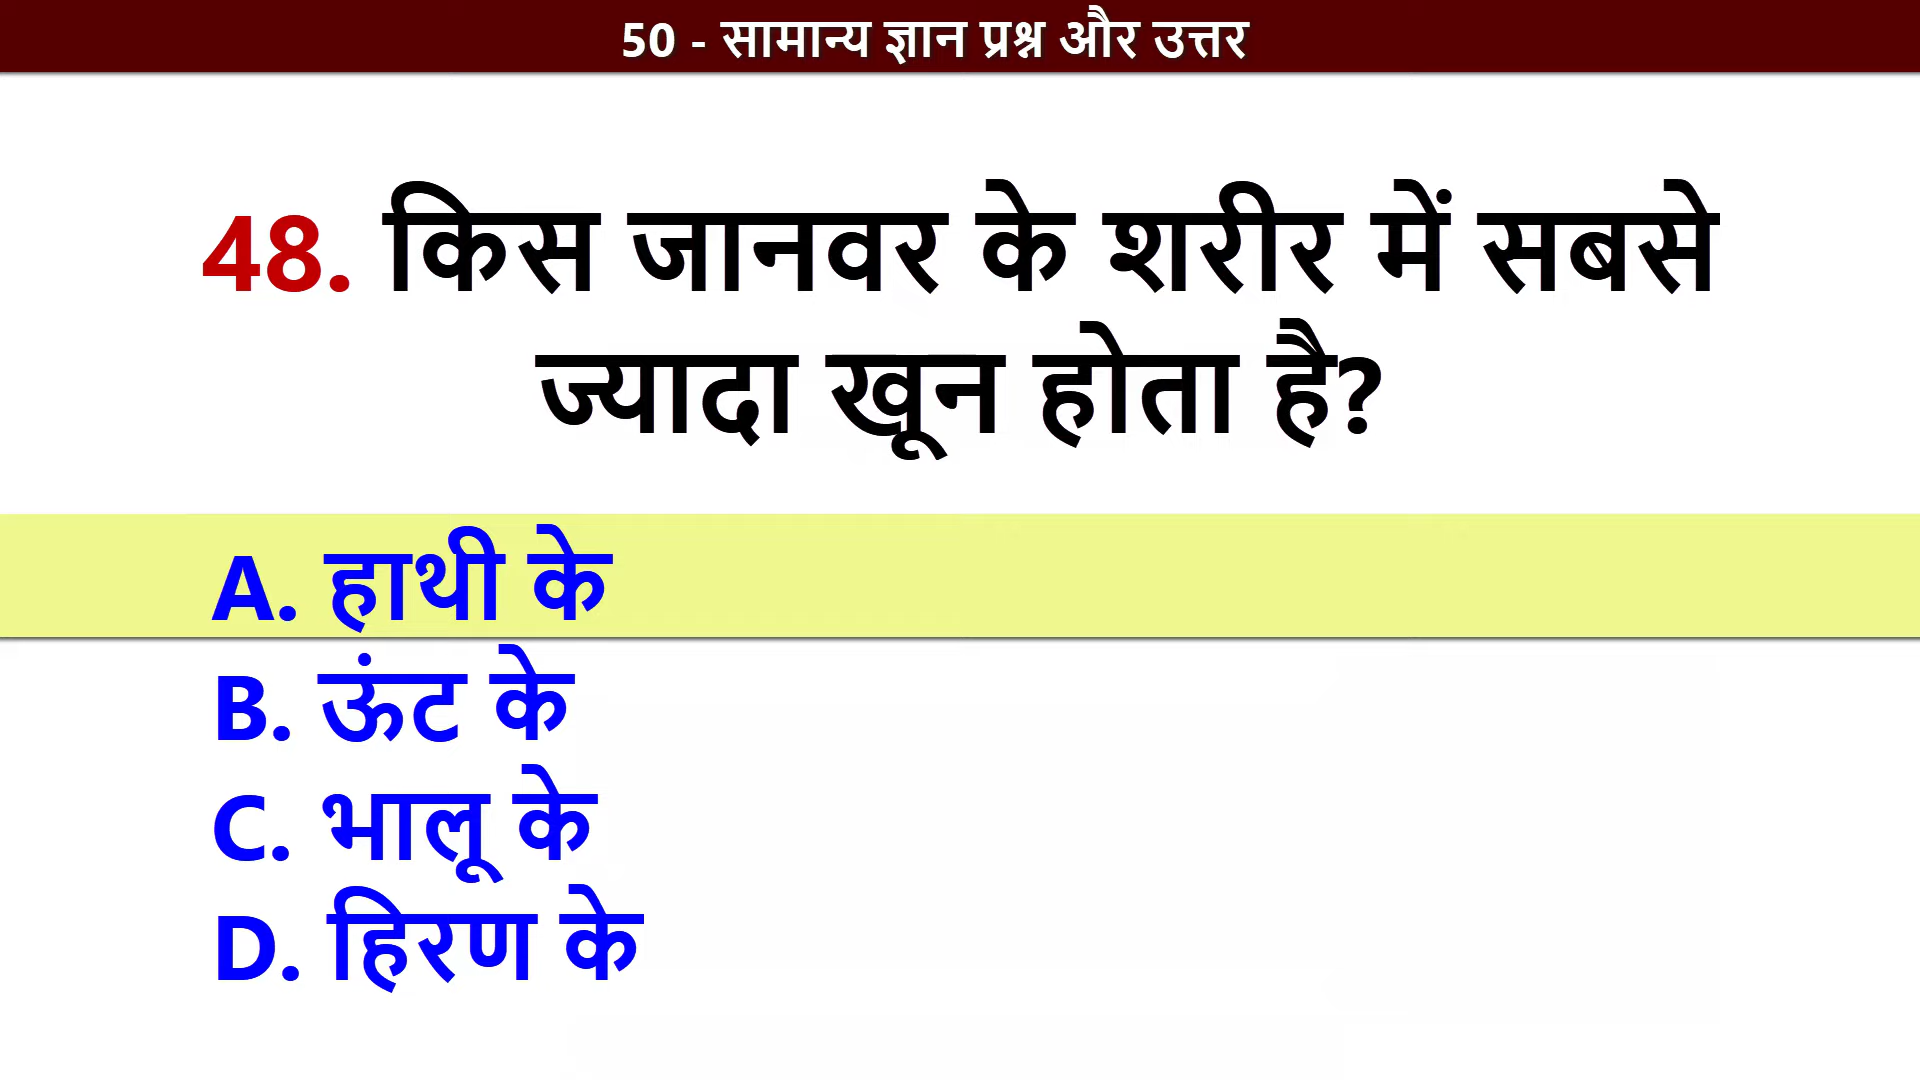 50 - सामान्य ज्ञान प्रश्न और उत्तर
48. किस जानवर के शरीर में सबसे
ज्यादा खून होता है?
A. हाथी के
B. ऊंट के
C. भालू के
D. हिरण के